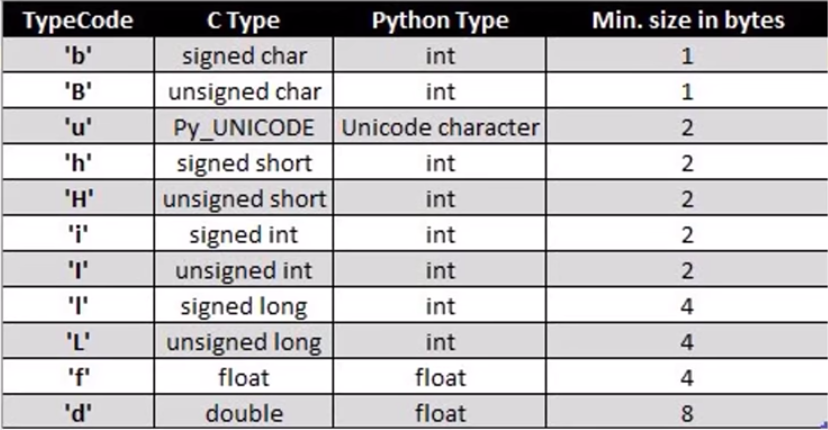 TypeCode C Type Python Type Min. size in bytes
'b' signed char int 1
'B' unsigned char int 1
'u' Py_UNICODE Unicode character 2
'h' signed short int 2
'H' unsigned short int 2
'i' signed int int 2
'I' unsigned int int 2
'l' signed long int 4
'L' unsigned long int 4
'f' float float 4
'd' double float 8